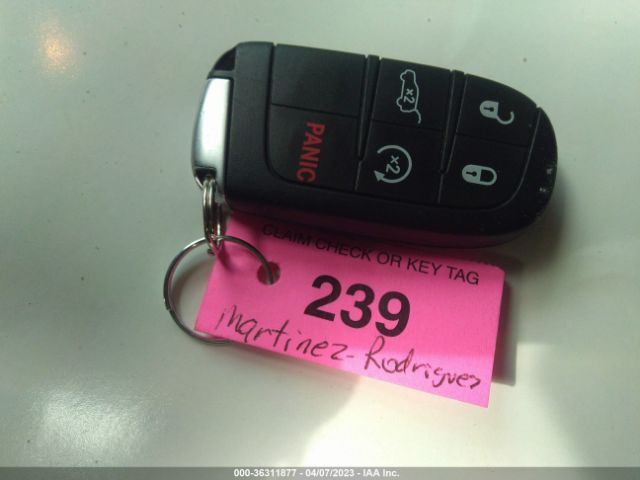 x2
x2
PANIC
CLAIM CHECK OR KEY TAG
239
Martinez-Rodriguez
000-36311877 - 04/07/2023 - IAA Inc.